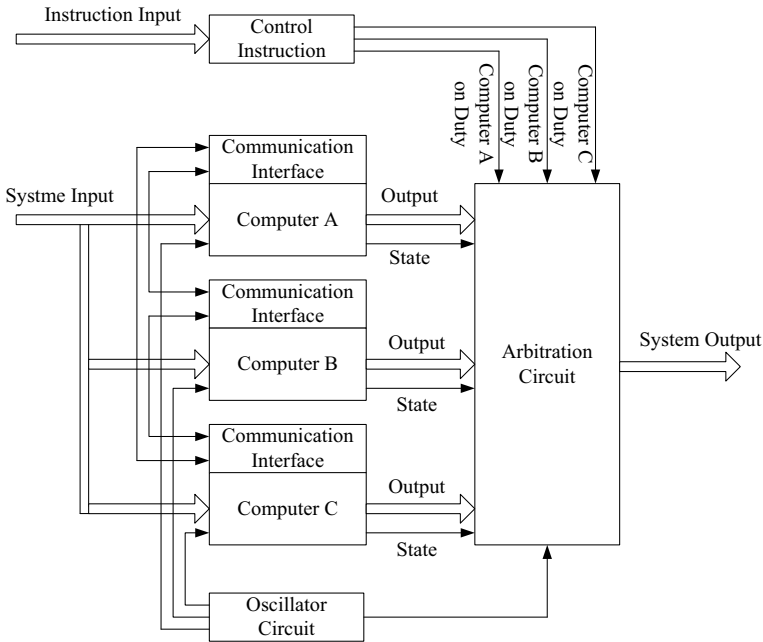 Instruction Input
Control
Instruction
Computer A
on Duty
Computer B
on Duty
Computer C
on Duty
Communication
Interface
Systme Input
Computer A
Output
State
Communication
Interface
Computer B
Output
State
Arbitration
Circuit
System Output
Communication
Interface
Computer C
Output
State
Oscillator
Circuit